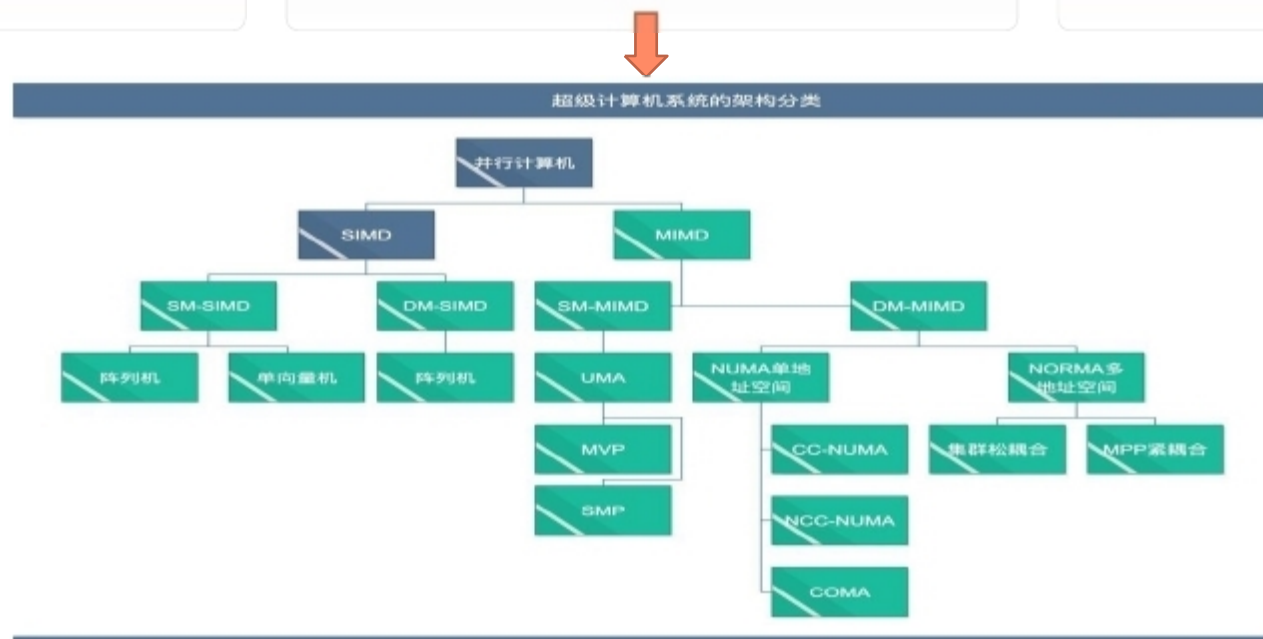 超级计算机系统的架构分类
并行计算机
SIMD
MIMD
SM-SIMD
DM-SIMD
SM-MIMD
DM-MIMD
阵列机
单向量机
阵列机
UMA
NUMA单地
址空间
NORMA多
地址空间
MVP
CC-NUMA
集群松耦合
MPP紧耦合
SMP
NCC-NUMA
COMA